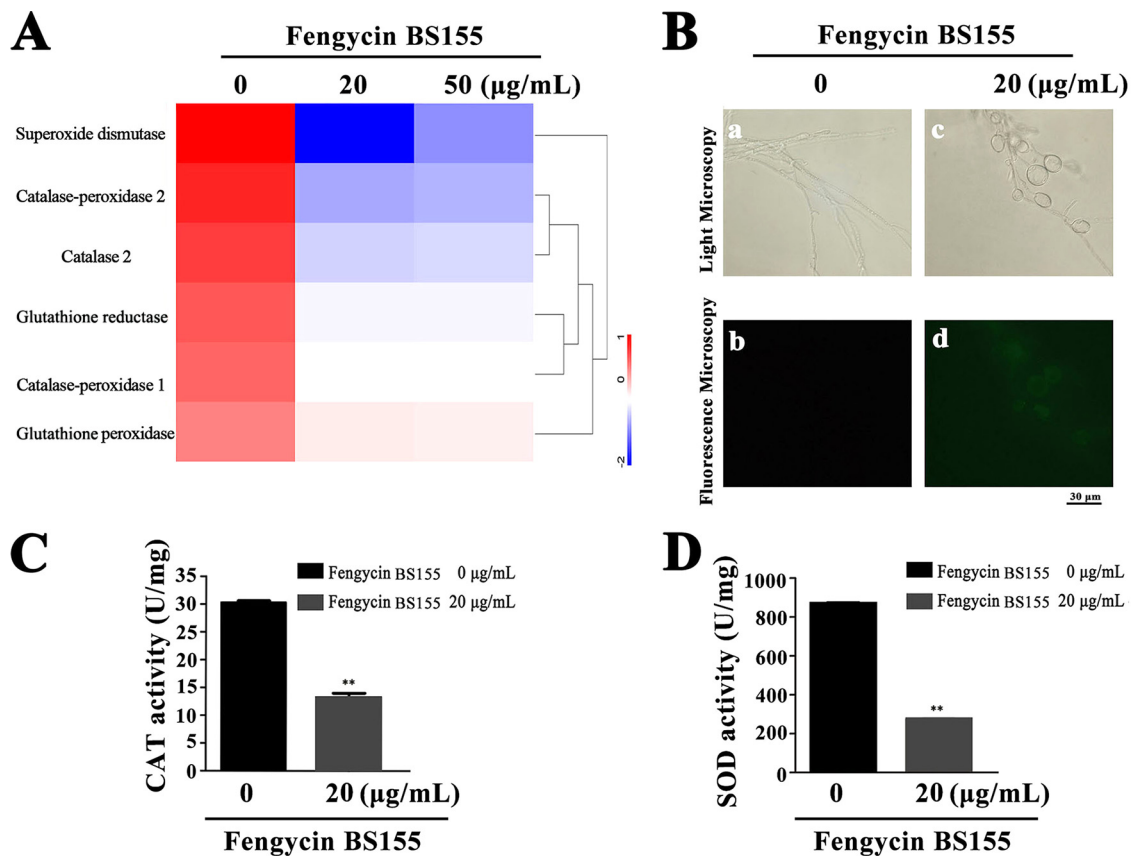 A
Fengycin BS155
0 20 50 (μg/mL)
Superoxide dismutase
Catalase-peroxidase 2
Catalase 2
Glutathione reductase
Catalase-peroxidase 1
Glutathione peroxidase
1
0
-2
B
Fengycin BS155
0 20 (μg/mL)
Light Microscopy
a
c
Fluorescence Microscopy
b
d
30 μm
C
CAT activity (U/mg)
35
30
25
20
15
10
5
0
Fengycin BS155 0 μg/mL
Fengycin BS155 20 μg/mL
**
0 20 (μg/mL)
Fengycin BS155
D
SOD activity (U/mg)
1000
800
600
400
200
0
Fengycin BS155 0 μg/mL
Fengycin BS155 20 μg/mL
**
0 20 (μg/mL)
Fengycin BS155